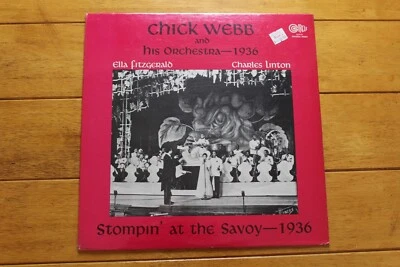 CHICK WEBB
and
his ORChestra—1936
Ella Fitzgerald
Charles Linton
Stompin' at the Savoy—1936